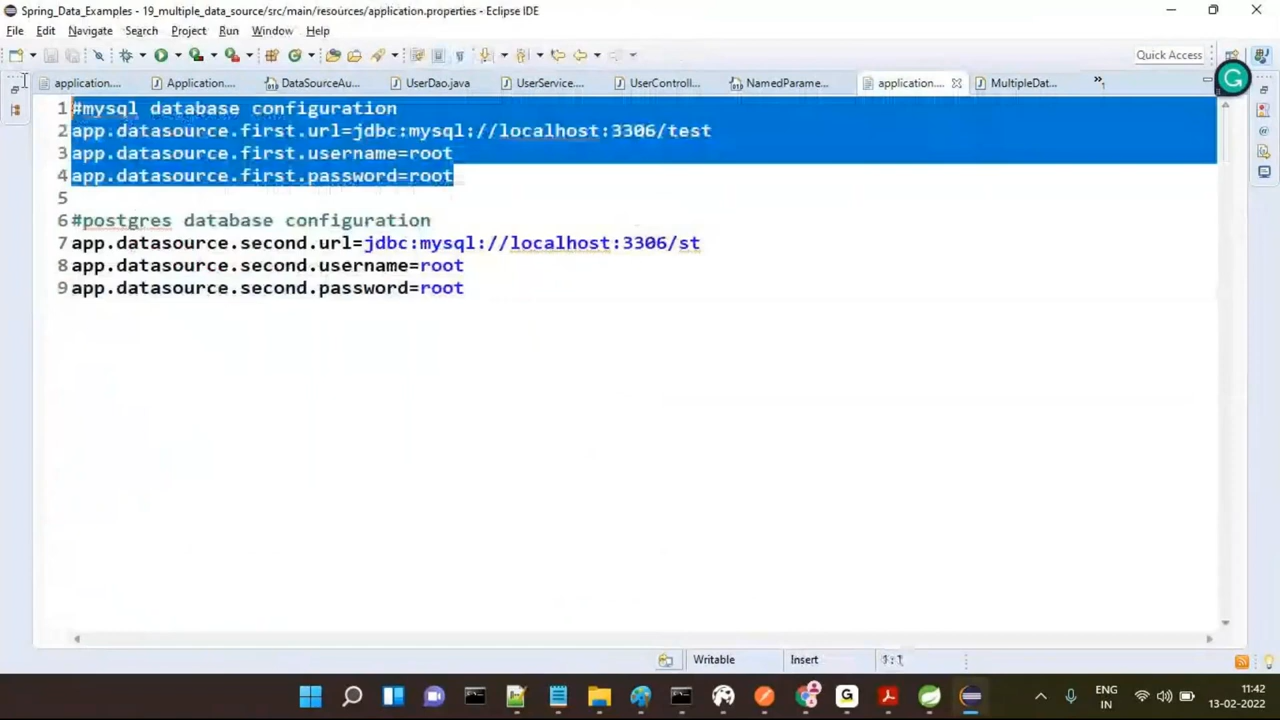 Spring_Data_Examples - 19_multiple_data_source/src/main/resources/application.properties - Eclipse IDE
File Edit Navigate Search Project Run Window Help
Quick Access
application.... Application.... DataSourceAu... UserDao.java UserService.... UserControll... NamedParame... application.... MultipleDat... »1
1 #mysql database configuration
2 app.datasource.first.url=jdbc:mysql://localhost:3306/test
3 app.datasource.first.username=root
4 app.datasource.first.password=root
5
6 #postgres database configuration
7 app.datasource.second.url=jdbc:mysql://localhost:3306/st
8 app.datasource.second.username=root
9 app.datasource.second.password=root
Writable Insert 1:1
ENG
IN
11:42
13-02-2022